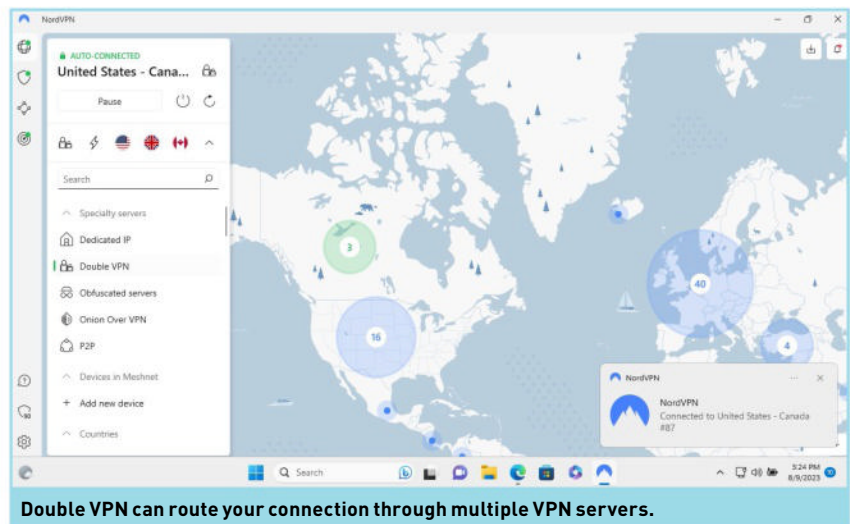 NordVPN
AUTO-CONNECTED
United States - Cana...
Pause
Search
Specialty servers
Dedicated IP
Double VPN
Obfuscated servers
Onion Over VPN
P2P
Devices in Meshnet
+ Add new device
Countries
3
16
40
4
NordVPN
NordVPN
Connected to United States - Canada
#87
Search
5:24 PM
8/9/2023
Double VPN can route your connection through multiple VPN servers.